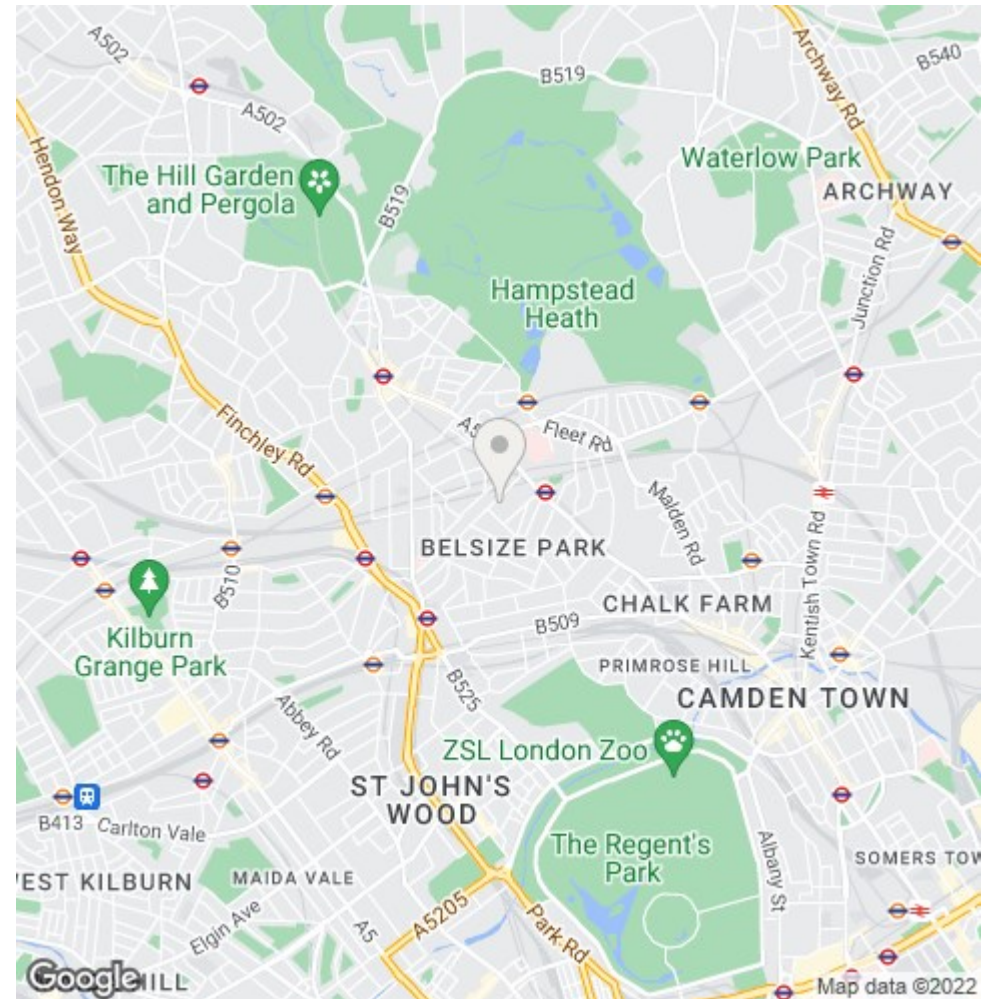 A502
B519
B540
A502
Archway Rd
Hendon Way
The Hill Garden
and Pergola
B519
Waterlow Park
ARCHWAY
Junction Rd
Hampstead
Heath
Finchley Rd
Fleet Rd
Malden Rd
Kentish Town Rd
BELSIZE PARK
B510
CHALK FARM
B509
Kilburn
Grange Park
PRIMROSE HILL
B525
CAMDEN TOWN
Abbey Rd
ZSL London Zoo
ST JOHN'S
WOOD
B413
Carlton Vale
The Regent's
Park
Albany St
SOMERS TOW
EST KILBURN
MAIDA VALE
Elgin Ave
A5
A5205
Park Rd
Google
HILL
Map data ©2022